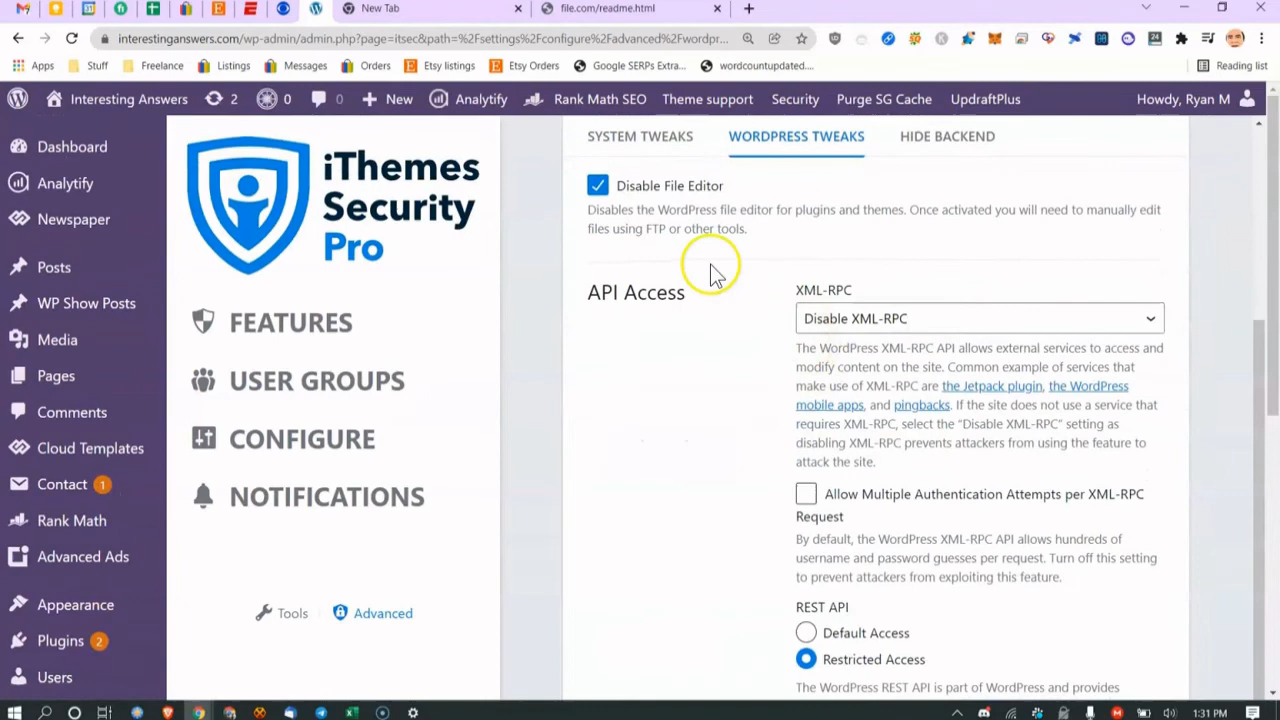 New Tab
file.com/readme.html
interestinganswers.com/wp-admin/admin.php?page=itsec&path=%2Fsettings%2Fconfigure%2Fadvanced%2Fwordpr...
Apps Stuff Freelance Listings Messages Orders Etsy listings Etsy Orders Google SERPs Extra... wordcountupdated.... Reading list
Interesting Answers 2 0 0 New Analytify Rank Math SEO Theme support Security Purge SG Cache UpdraftPlus Howdy, Ryan M
Dashboard
Analytify
Newspaper
Posts
WP Show Posts
Media
Pages
Comments
Cloud Templates
Contact 1
Rank Math
Advanced Ads
Appearance
Plugins 2
Users
iThemes
Security
Pro
FEATURES
USER GROUPS
CONFIGURE
NOTIFICATIONS
Tools Advanced
SYSTEM TWEAKS WORDPRESS TWEAKS HIDE BACKEND
Disable File Editor
Disables the WordPress file editor for plugins and themes. Once activated you will need to manually edit
files using FTP or other tools.
API Access
XML-RPC
Disable XML-RPC
The WordPress XML-RPC API allows external services to access and
modify content on the site. Common example of services that
make use of XML-RPC are the Jetpack plugin, the WordPress
mobile apps, and pingbacks. If the site does not use a service that
requires XML-RPC, select the “Disable XML-RPC” setting as
disabling XML-RPC prevents attackers from using the feature to
attack the site.
Allow Multiple Authentication Attempts per XML-RPC
Request
By default, the WordPress XML-RPC API allows hundreds of
username and password guesses per request. Turn off this setting
to prevent attackers from exploiting this feature.
REST API
Default Access
Restricted Access
The WordPress REST API is part of WordPress and provides
1:31 PM